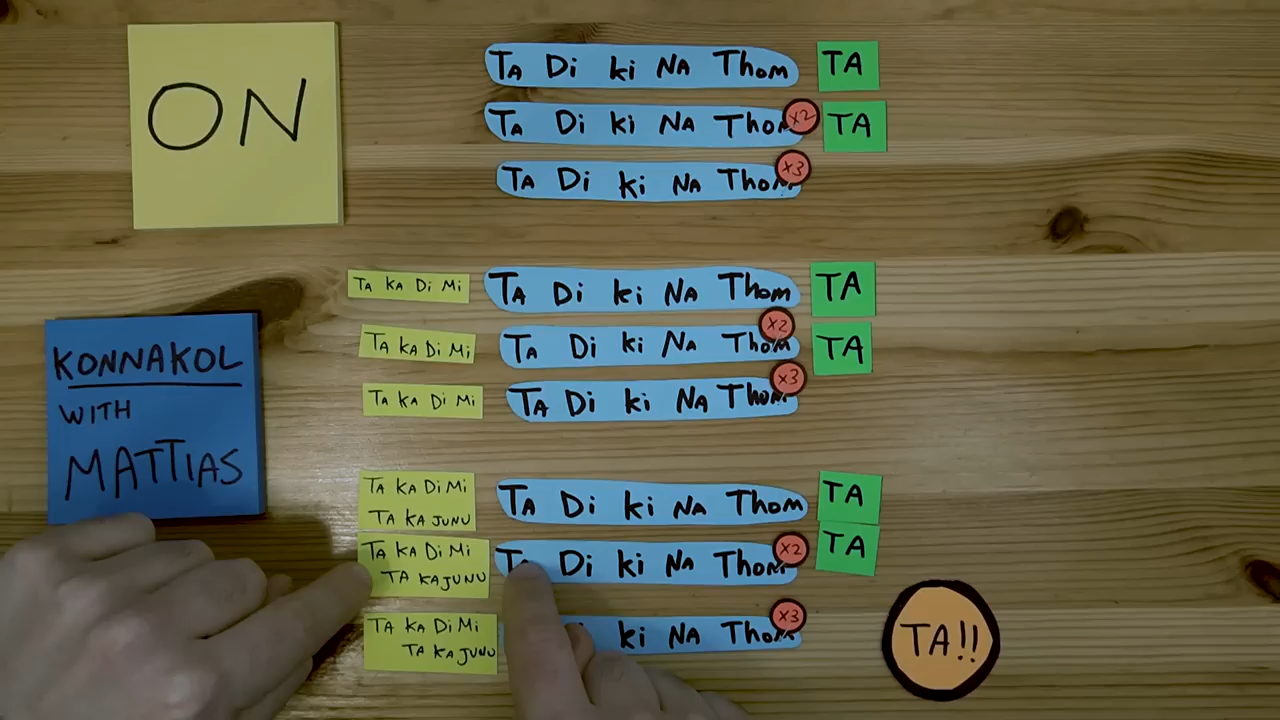 ON
TA Di ki NA Thom TA
TA Di ki NA Thom x2 TA
TA Di ki NA Thom x3
TA KA Di Mi TA Di ki NA Thom TA
TA KA Di Mi TA Di ki NA Thom x2 TA
TA KA Di Mi TA Di ki NA Thom x3
KONNAKOL
WITH
MATTIAS
TA KA Di Mi
TA KA JUNU
TA Di ki NA Thom TA
TA KA Di Mi
TA KA JUNU
TA Di ki NA Thom x2 TA
TA KA Di Mi
TA KA JUNU
ki NA Thom x3
TA!!